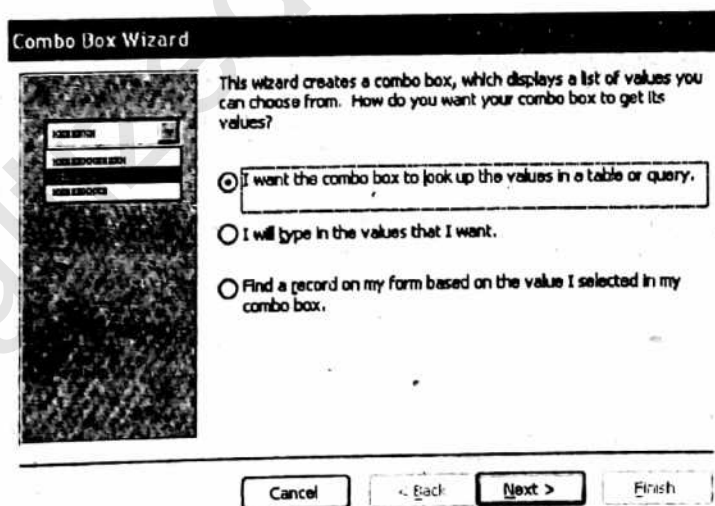 Combo Box Wizard
This wizard creates a combo box, which displays a list of values you
can choose from. How do you want your combo box to get its
values?
I want the combo box to look up the values in a table or query.
I will type in the values that I want.
Find a record on my form based on the value I selected in my
combo box.
Cancel
< Back
Next >
Finish